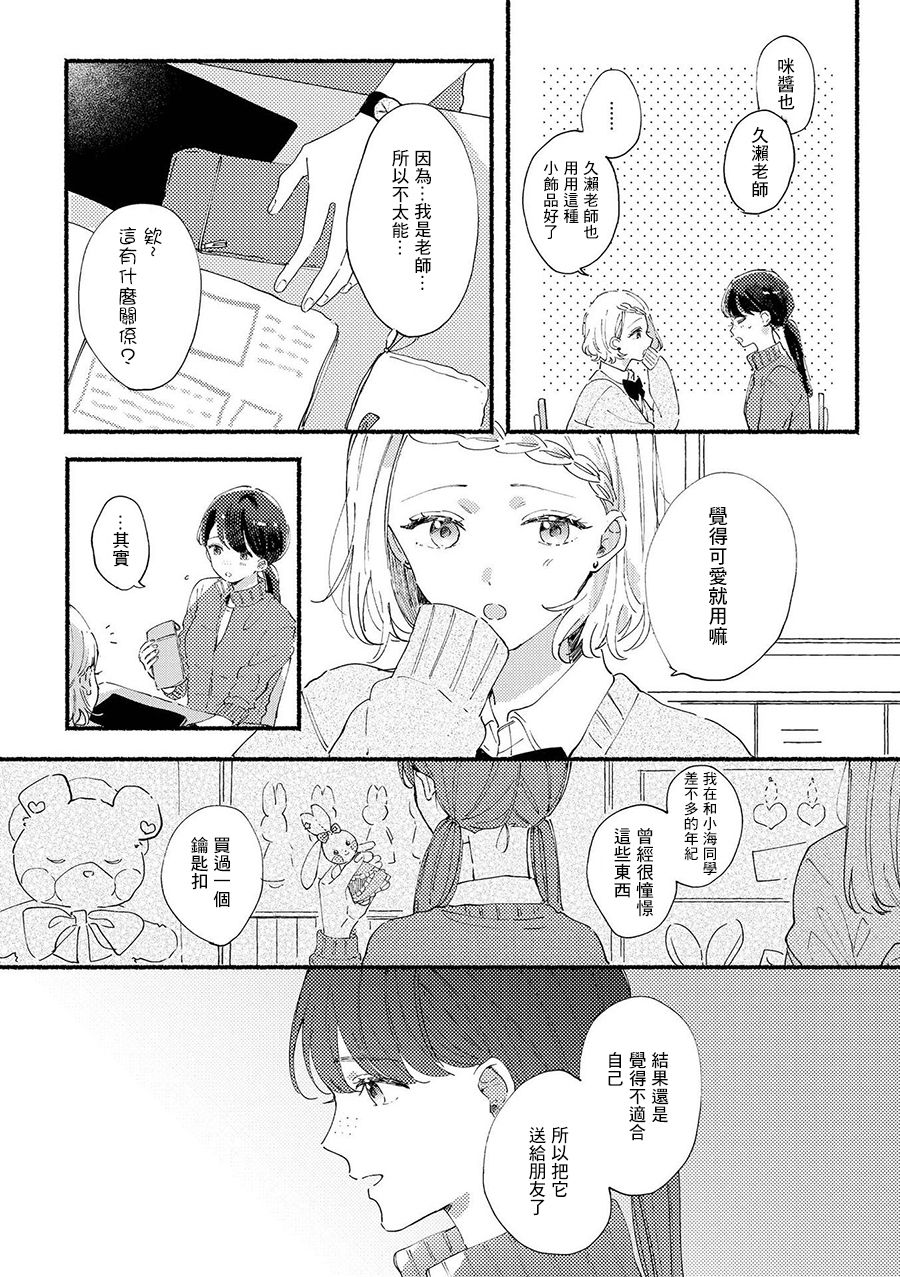 咪醬也
久瀨老師
……
久瀨老師也
用用這種
小飾品好了
因為…我是老師…
所以不太能…
欸~
這有什麼關係？
覺得可愛就用嘛
…其實
我在和小海同學
差不多的年紀
曾經很憧憬
這些東西
買過一個
鑰匙扣
結果還是
覺得不適合
自己
所以把它
送給朋友了